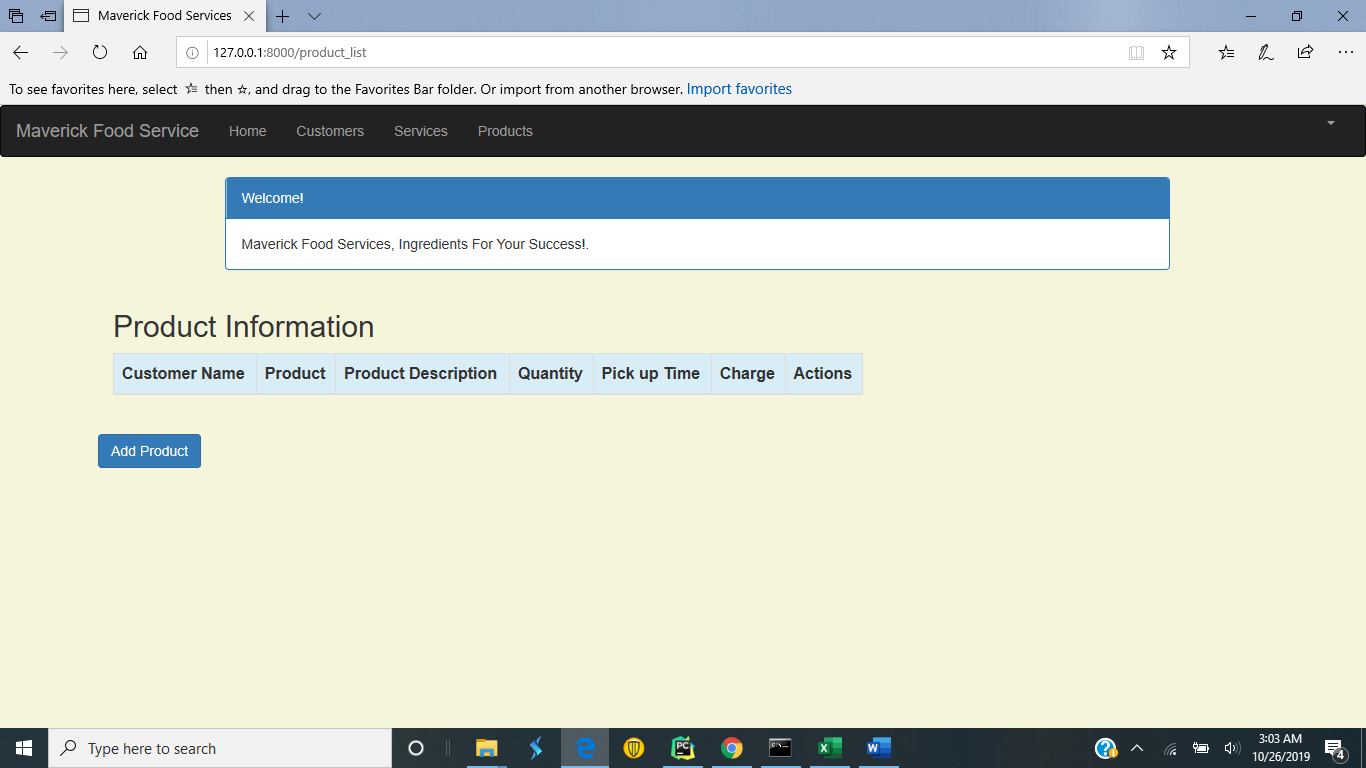 Maverick Food Services
127.0.0.1:8000/product_list
To see favorites here, select then , and drag to the Favorites Bar folder. Or import from another browser. Import favorites
Maverick Food Service Home Customers Services Products
Welcome!
Maverick Food Services, Ingredients For Your Success!.
Product Information
Customer Name Product Product Description Quantity Pick up Time Charge Actions
Add Product
Type here to search
PC
3:03 AM
10/26/2019
4